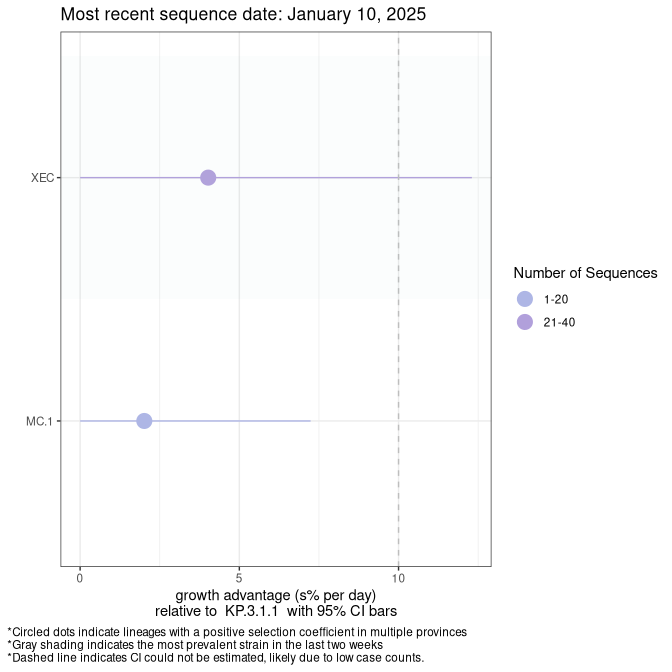 Most recent sequence date: January 10, 2025
XEC
MC.1
0
5
10
growth advantage (s% per day)
relative to KP.3.1.1 with 95% CI bars
Number of Sequences
1-20
21-40
*Circled dots indicate lineages with a positive selection coefficient in multiple provinces
*Gray shading indicates the most prevalent strain in the last two weeks
*Dashed line indicates CI could not be estimated, likely due to low case counts.